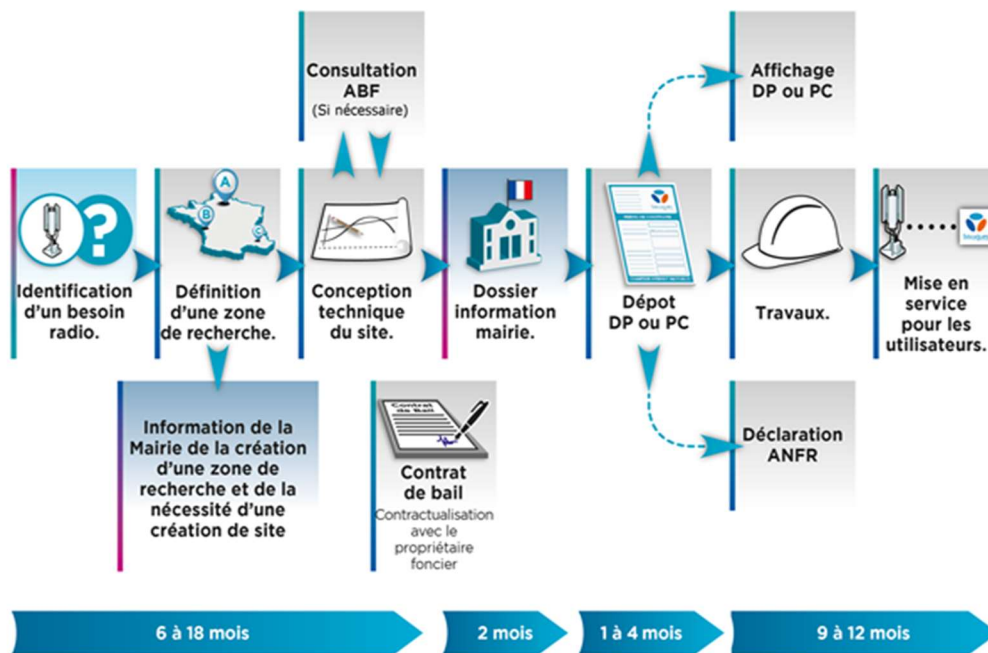 Consultation
ABF
(Si nécessaire)
Affichage
DP ou PC
A
B
C
?
Identification
d'un besoin
radio.
Définition
d'une zone
de recherche.
Conception
technique
du site.
Dossier
information
mairie.
Dépot
DP ou PC
Travaux.
Mise en
service
pour les
utilisateurs.
Information de la
Mairie de la création
d'une zone de
recherche et de la
nécessité d'une
création de site
Contrat
de Bail
Contrat
de bail
Contractualisation
avec le
propriétaire
foncier
Déclaration
ANFR
6 à 18 mois
2 mois
1 à 4 mois
9 à 12 mois